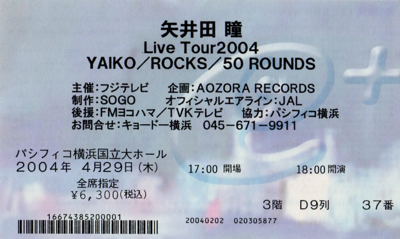 矢井田 瞳
Live Tour2004
YAIKO/ROCKS/50 ROUNDS
主催:フジテレビ 企画:AOZORA RECORDS
制作:SOGO オフィシャルエアライン:JAL
後援:FMヨコハマ/TVKテレビ 協力:パシフィコ横浜
お問合せ:キョードー横浜 045-671-9911
パシフィコ横浜国立大ホール
2004年 4月29日(木) 17:00 開場 18:00 開演
全席指定
¥6,300(税込)
3階 D9列 37番
16674385200001 20040202 020305877